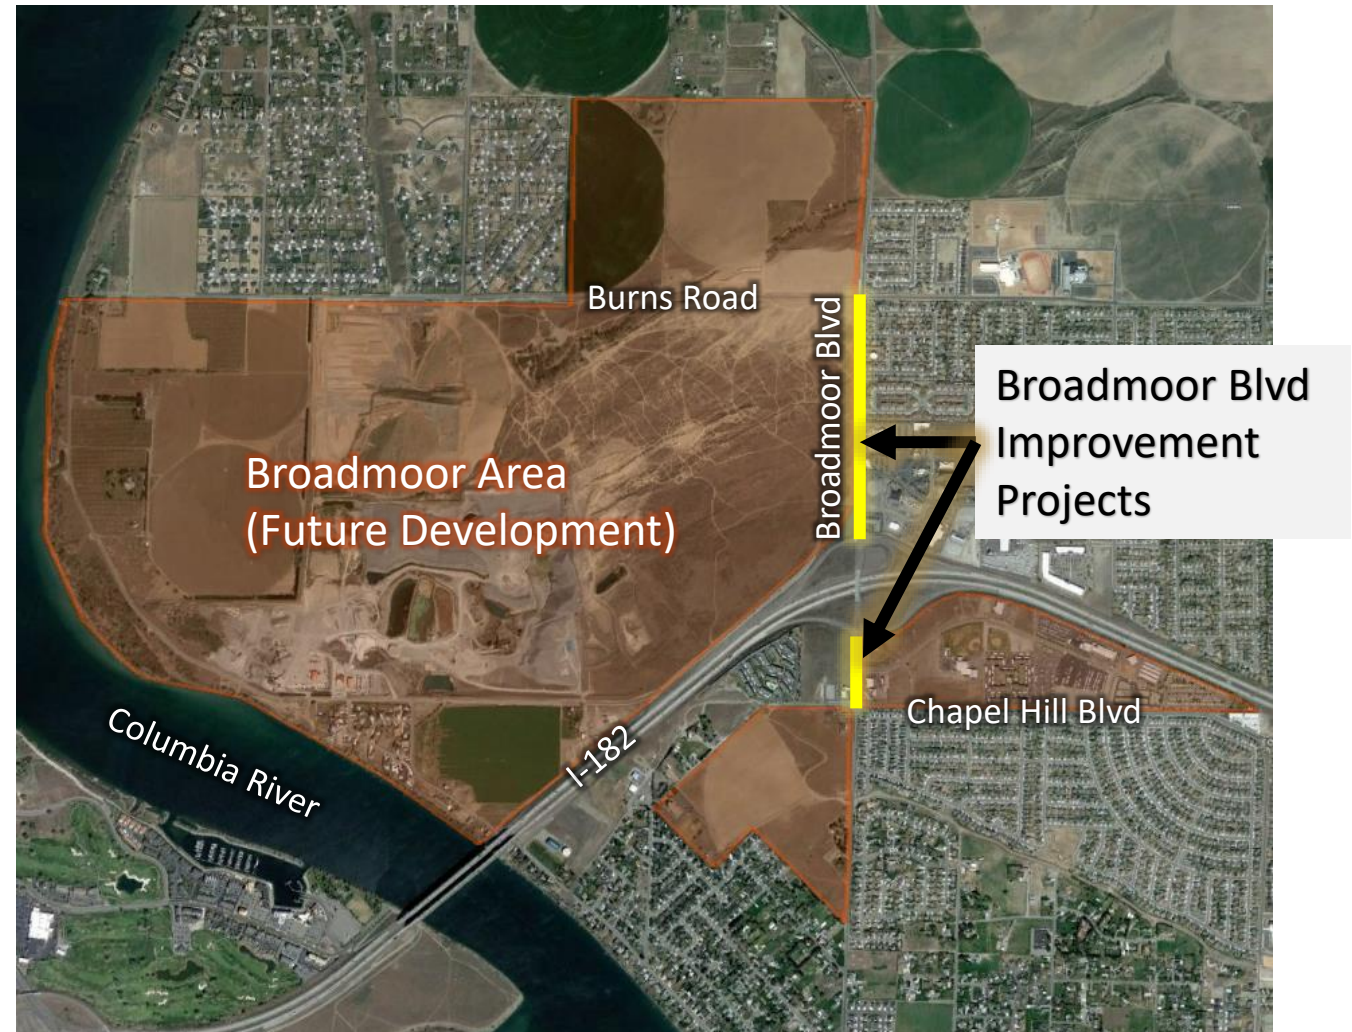 Burns Road
Broadmoor Blvd
Broadmoor Blvd
Improvement
Projects
Broadmoor Area
(Future Development)
Chapel Hill Blvd
Columbia River
I-182